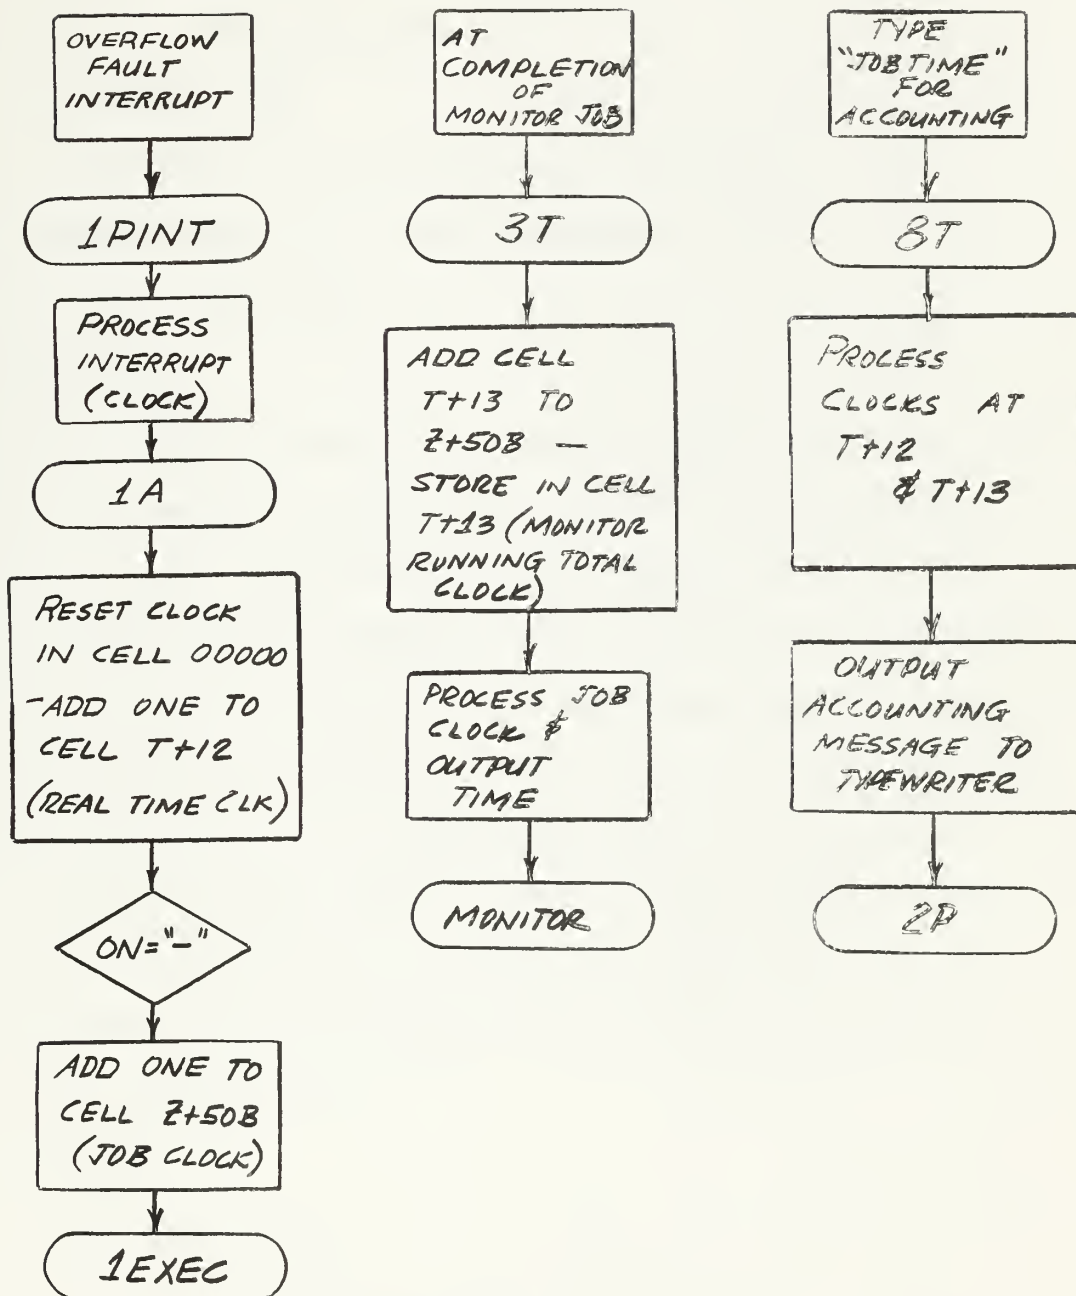 OVERFLOW
FAULT
INTERRUPT
1PINT
PROCESS
INTERRUPT
(CLOCK)
1A
RESET CLOCK
IN CELL 00000
-ADD ONE TO
CELL T+12
(REAL TIME CLK)
ON="-"
ADD ONE TO
CELL Z+50B
(JOB CLOCK)
1EXEC
AT
COMPLETION
OF
MONITOR JOB
3T
ADD CELL
T+13 TO
Z+50B —
STORE IN CELL
T+13 (MONITOR
RUNNING TOTAL
CLOCK)
PROCESS JOB
CLOCK &
OUTPUT
TIME
MONITOR
TYPE
"JOBTIME"
FOR
ACCOUNTING
8T
PROCESS
CLOCKS AT
T+12
& T+13
OUTPUT
ACCOUNTING
MESSAGE TO
TYPEWRITER
2P